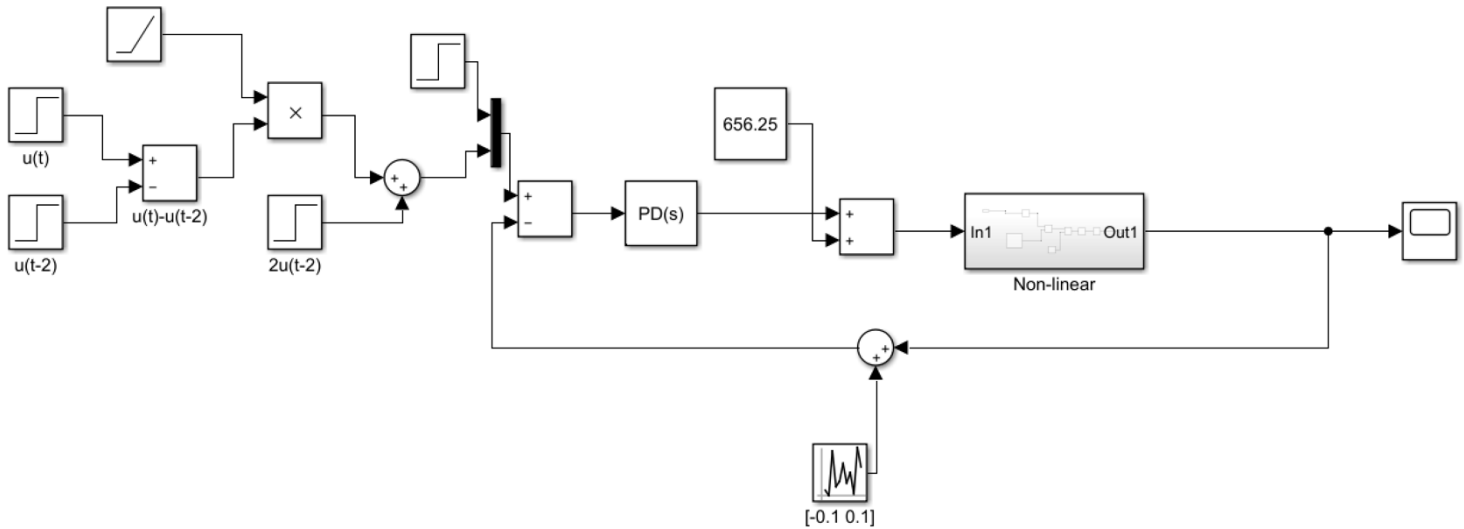 ×
656.25
u(t)
+
−
u(t)-u(t-2)
+
+
u(t-2)
2u(t-2)
+
−
PD(s)
+
+
In1
Out1
Non-linear
+
+
[-0.1 0.1]